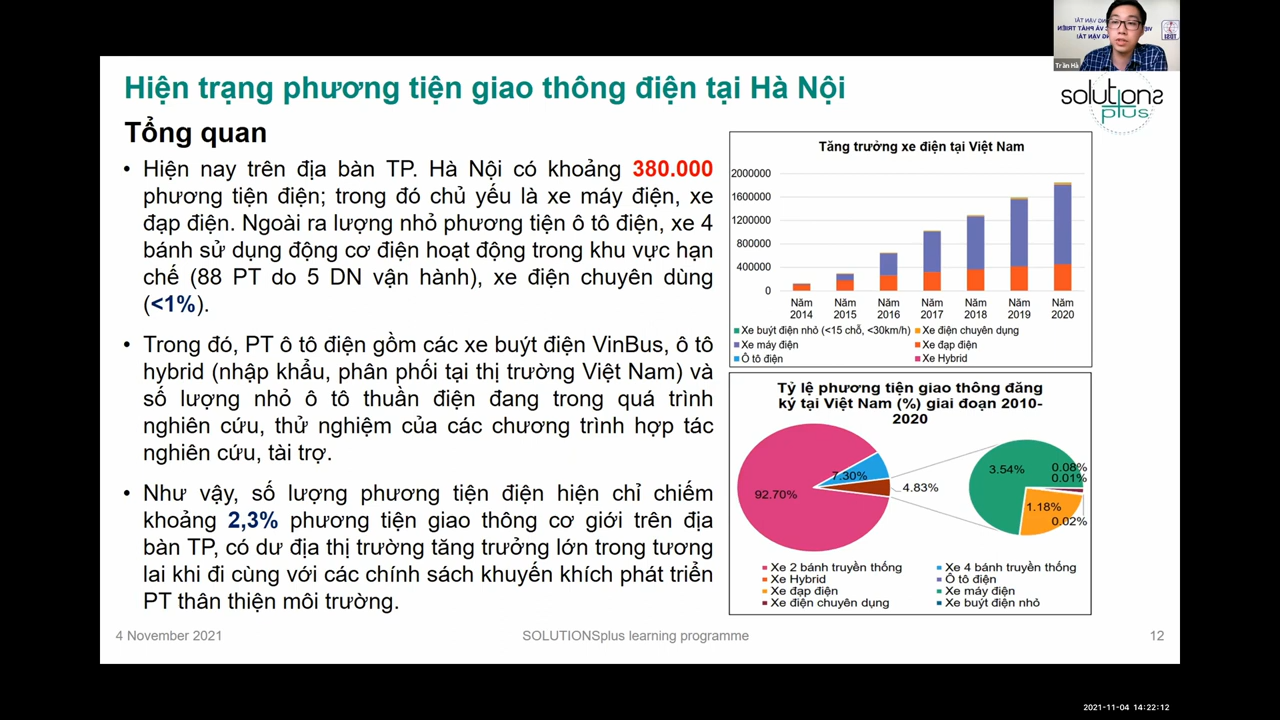 Hiện trạng phương tiện giao thông điện tại Hà Nội
solutions
plus
Trần Hà
Tổng quan
• Hiện nay trên địa bàn TP. Hà Nội có khoảng 380.000
phương tiện điện; trong đó chủ yếu là xe máy điện, xe
đạp điện. Ngoài ra lượng nhỏ phương tiện ô tô điện, xe 4
bánh sử dụng động cơ điện hoạt động trong khu vực hạn
chế (88 PT do 5 DN vận hành), xe điện chuyên dùng
(<1%).
• Trong đó, PT ô tô điện gồm các xe buýt điện VinBus, ô tô
hybrid (nhập khẩu, phân phối tại thị trường Việt Nam) và
số lượng nhỏ ô tô thuần điện đang trong quá trình
nghiên cứu, thử nghiệm của các chương trình hợp tác
nghiên cứu, tài trợ.
• Như vậy, số lượng phương tiện điện hiện chỉ chiếm
khoảng 2,3% phương tiện giao thông cơ giới trên địa
bàn TP, có dư địa thị trường tăng trưởng lớn trong tương
lai khi đi cùng với các chính sách khuyến khích phát triển
PT thân thiện môi trường.
Tăng trưởng xe điện tại Việt Nam
2000000
1600000
1200000
800000
400000
0
Năm Năm Năm Năm Năm Năm Năm
2014 2015 2016 2017 2018 2019 2020
Xe buýt điện nhỏ (<15 chỗ, <30km/h) Xe điện chuyên dụng
Xe máy điện Xe đạp điện
Ô tô điện Xe Hybrid
Tỷ lệ phương tiện giao thông đăng
ký tại Việt Nam (%) giai đoạn 2010-
2020
92.70%
7.30%
4.83%
3.54%
0.08%
0.01%
1.18%
0.02%
Xe 2 bánh truyền thống Xe 4 bánh truyền thống
Xe Hybrid Ô tô điện
Xe đạp điện Xe máy điện
Xe điện chuyên dụng Xe buýt điện nhỏ
4 November 2021 SOLUTIONSplus learning programme 12
2021-11-04 14:22:12